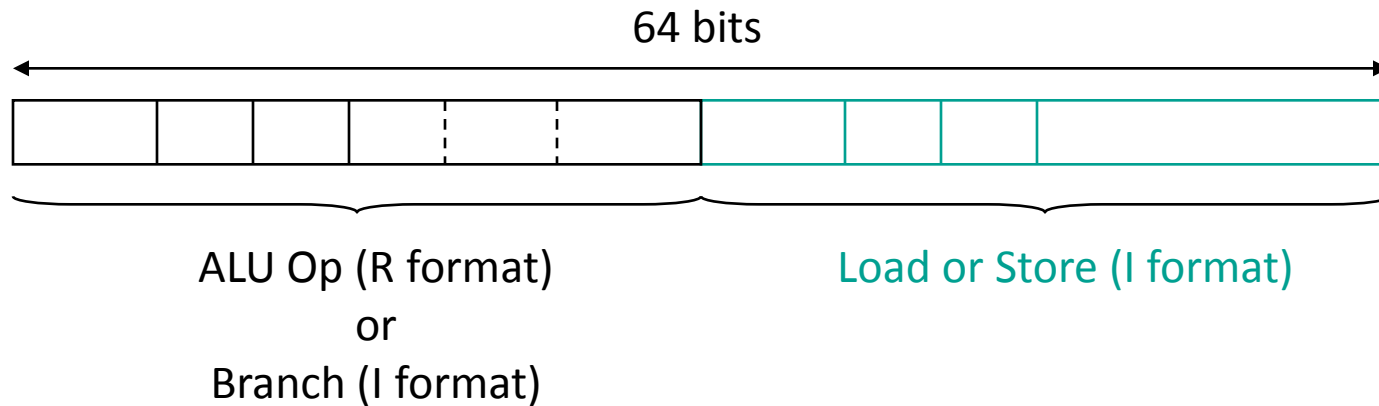 64 bits
ALU Op (R format)
or
Branch (I format)
Load or Store (I format)